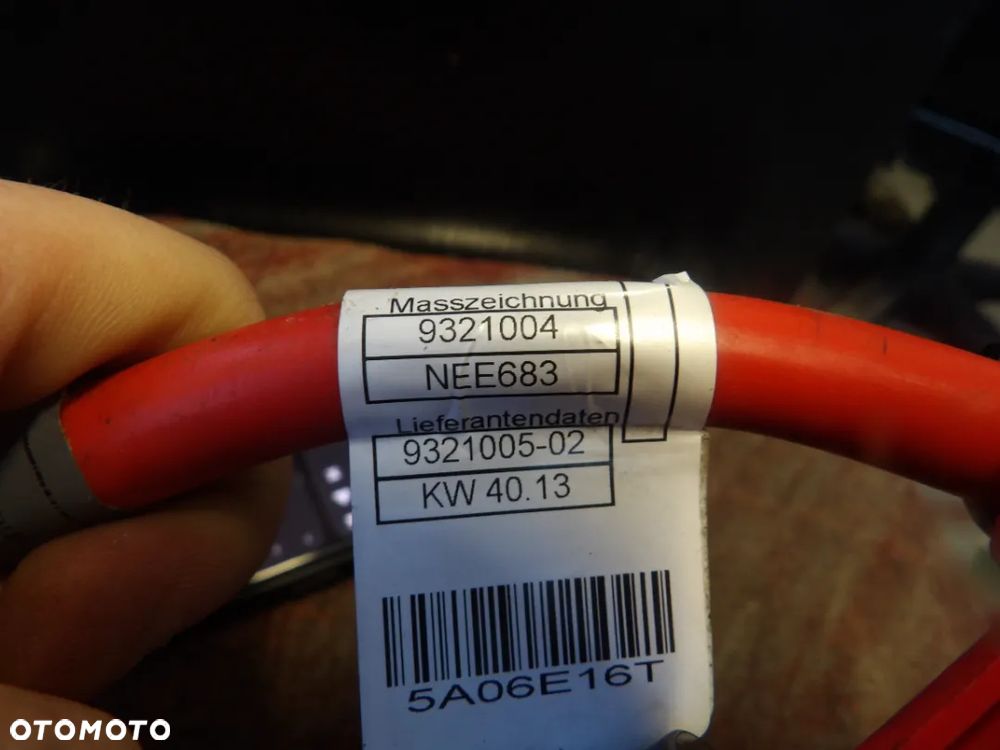 Masszeichnung
9321004
NEE683
Lieferantendaten
9321005-02
KW 40.13
5A06E16T
OTOMOTO